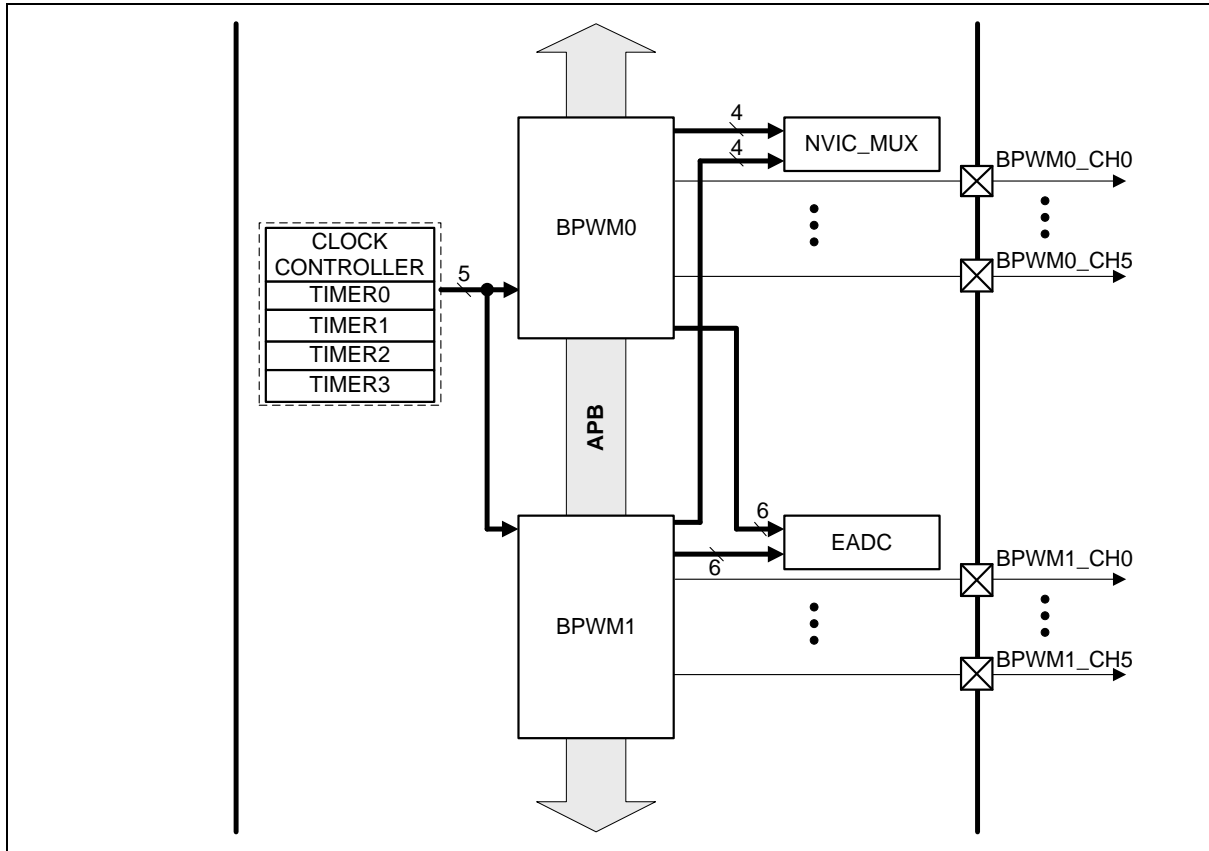 4
NVIC_MUX
4
BPWM0_CH0
BPWM0
CLOCK
CONTROLLER
TIMER0
TIMER1
TIMER2
TIMER3
5
BPWM0_CH5
APB
6
EADC
6
BPWM1_CH0
BPWM1
BPWM1_CH5